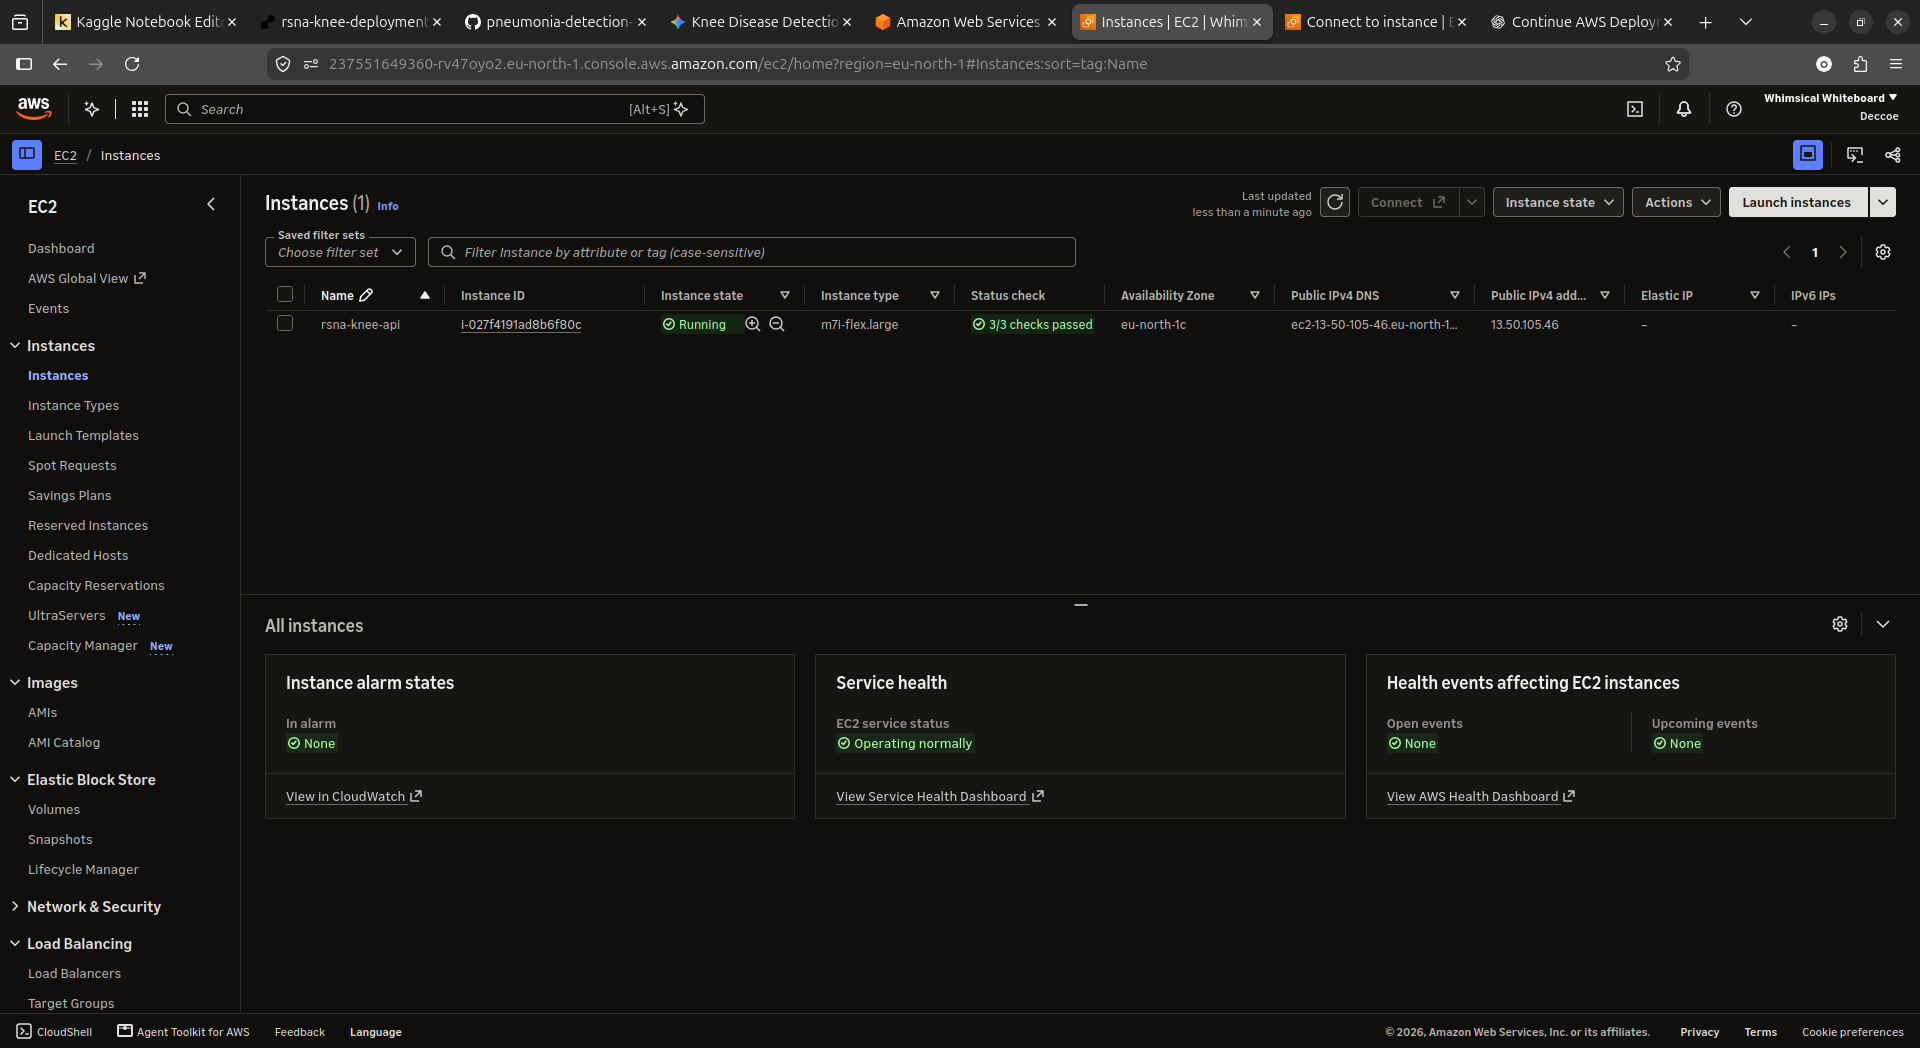 Kaggle Notebook Edit
rsna-knee-deployment
pneumonia-detection-
Knee Disease Detectio
Amazon Web Services
Instances | EC2 | Whim
Connect to instance | E
Continue AWS Deploy
237551649360-rv47oyo2.eu-north-1.console.aws.amazon.com/ec2/home?region=eu-north-1#Instances:sort=tag:Name
aws
Search
[Alt+S]
Whimsical Whiteboard
Deccoe
EC2 / Instances
EC2
Dashboard
AWS Global View
Events
Instances
Instances
Instance Types
Launch Templates
Spot Requests
Savings Plans
Reserved Instances
Dedicated Hosts
Capacity Reservations
UltraServers New
Capacity Manager New
Images
AMIs
AMI Catalog
Elastic Block Store
Volumes
Snapshots
Lifecycle Manager
Network & Security
Load Balancing
Load Balancers
Target Groups
Instances (1) Info
Last updated
less than a minute ago
Connect
Instance state
Actions
Launch instances
Saved filter sets
Choose filter set
Filter Instance by attribute or tag (case-sensitive)
1
Name Instance ID Instance state Instance type Status check Availability Zone Public IPv4 DNS Public IPv4 add... Elastic IP IPv6 IPs
rsna-knee-api i-027f4191ad8b6f80c Running m7i-flex.large 3/3 checks passed eu-north-1c ec2-13-50-105-46.eu-north-1... 13.50.105.46 – –
All instances
Instance alarm states
In alarm
None
View in CloudWatch
Service health
EC2 service status
Operating normally
View Service Health Dashboard
Health events affecting EC2 instances
Open events
None
Upcoming events
None
View AWS Health Dashboard
CloudShell
Agent Toolkit for AWS
Feedback
Language
© 2026, Amazon Web Services, Inc. or its affiliates.
Privacy
Terms
Cookie preferences